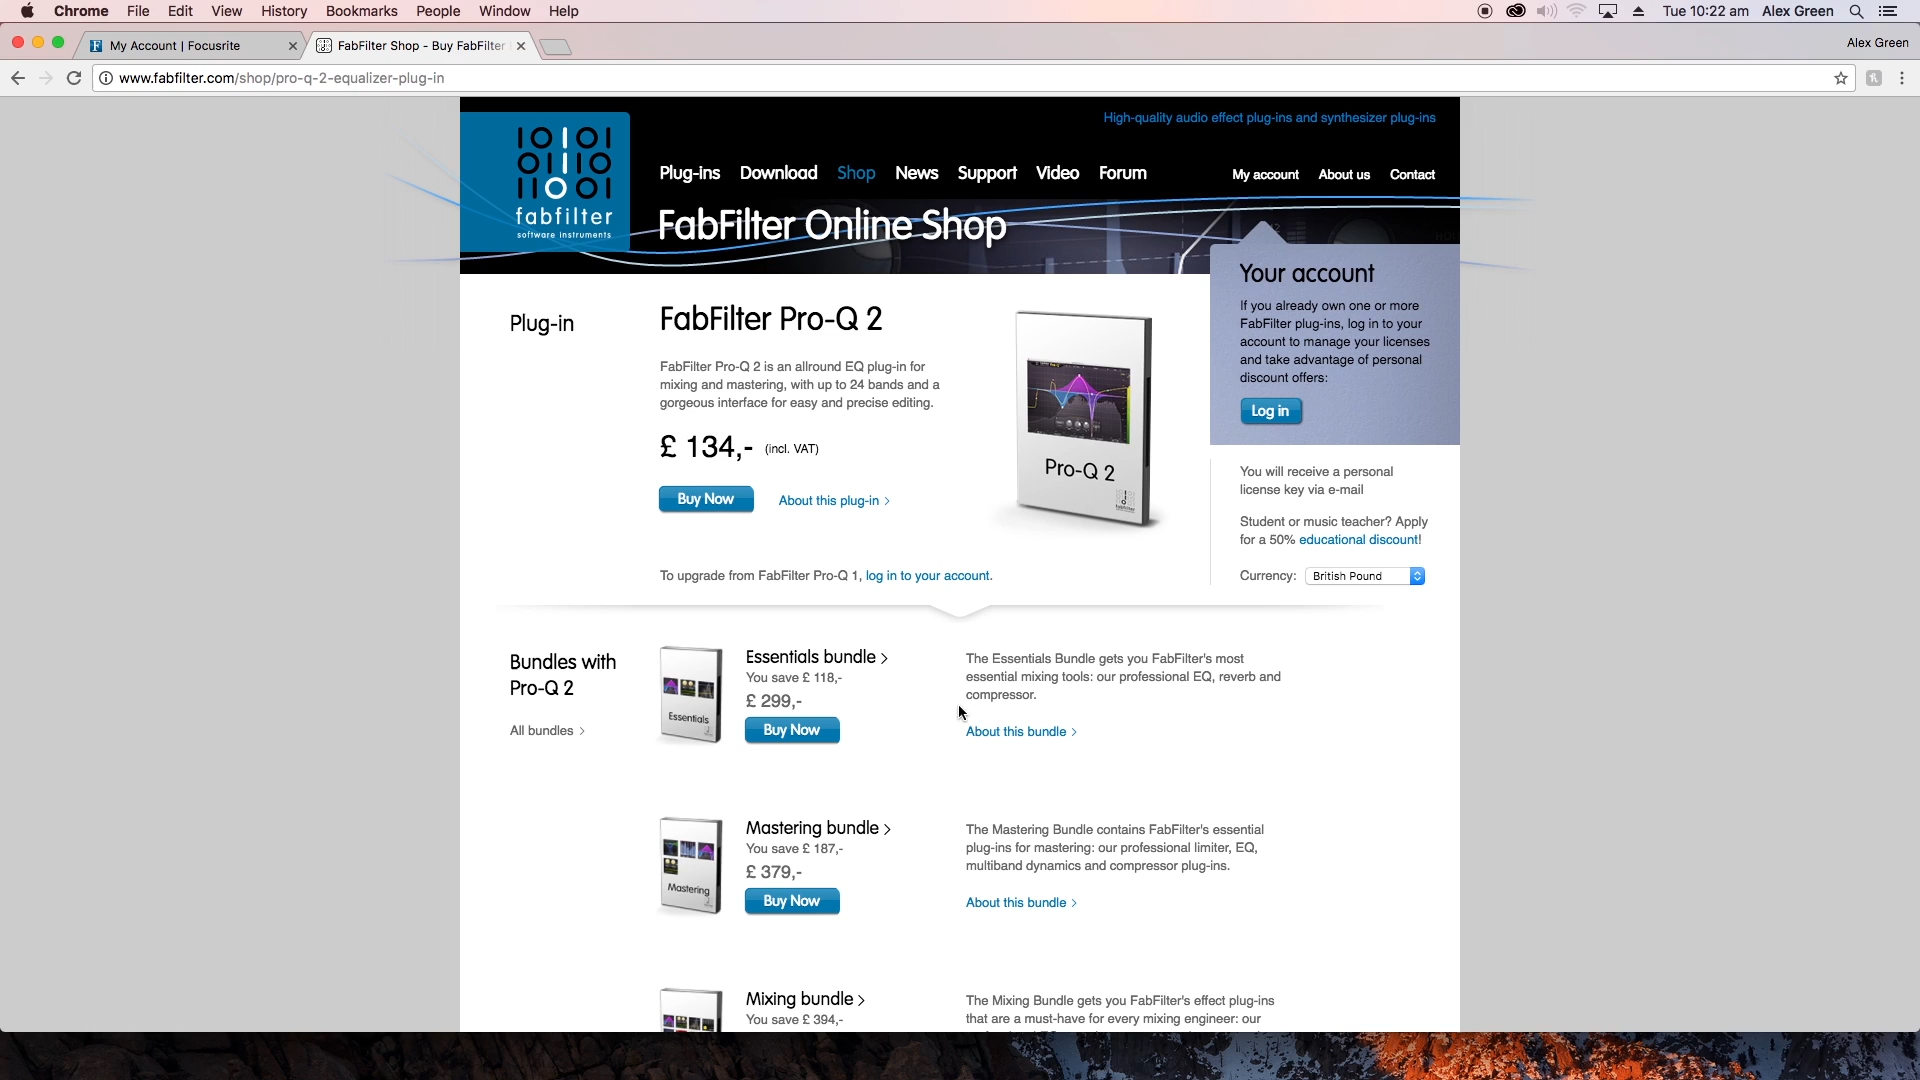 Chrome File Edit View History Bookmarks People Window Help
Tue 10:22 am Alex Green
My Account | Focusrite
FabFilter Shop - Buy FabFilter
Alex Green
www.fabfilter.com/shop/pro-q-2-equalizer-plug-in
High-quality audio effect plug-ins and synthesizer plug-ins
fabfilter
software instruments
Plug-ins Download Shop News Support Video Forum
My account About us Contact
FabFilter Online Shop
Your account
If you already own one or more
FabFilter plug-ins, log in to your
account to manage your licenses
and take advantage of personal
discount offers:
Log in
Plug-in
FabFilter Pro-Q 2
FabFilter Pro-Q 2 is an allround EQ plug-in for
mixing and mastering, with up to 24 bands and a
gorgeous interface for easy and precise editing.
£ 134,- (incl. VAT)
Buy Now
About this plug-in >
Pro-Q 2
To upgrade from FabFilter Pro-Q 1, log in to your account.
You will receive a personal
license key via e-mail
Student or music teacher? Apply
for a 50% educational discount!
Currency: British Pound
Bundles with
Pro-Q 2
All bundles >
Essentials
Essentials bundle >
You save £ 118,-
£ 299,-
Buy Now
The Essentials Bundle gets you FabFilter's most
essential mixing tools: our professional EQ, reverb and
compressor.
About this bundle >
Mastering
Mastering bundle >
You save £ 187,-
£ 379,-
Buy Now
The Mastering Bundle contains FabFilter's essential
plug-ins for mastering: our professional limiter, EQ,
multiband dynamics and compressor plug-ins.
About this bundle >
Mixing bundle >
You save £ 394,-
The Mixing Bundle gets you FabFilter's effect plug-ins
that are a must-have for every mixing engineer: our